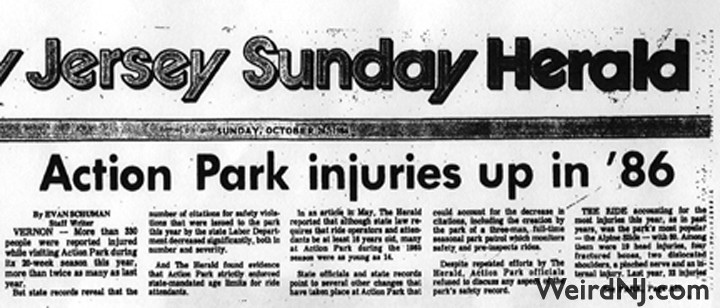 y Jersey Sunday Herald
SUNDAY, OCTOBER
Action Park injuries up in '86
By EVAN SCHUMAN
Staff Writer
VERNON — More than 330
people were reported injured
while visiting Action Park during
its 20-week season this year,
more than twice as many as last
year.
But state records reveal that the
number of citations for safety viola-
tions that were issued to the park
this year by the state Labor Depart-
ment decreased significantly, both in
number and severity.
And The Herald found evidence
that Action Park strictly enforced
state-mandated age limits for ride
attendants.
In an article in May, The Herald
reported that although state law re-
quires that ride operators and atten-
dants be at least 16 years old, many
at Action Park during the 1985
season were as young as 14.
State officials and state records
point to several other changes that
have taken place at Action Park that
could account for the decrease in
citations, including the creation by
the park of a three-man, full-time
seasonal park patrol which monitors
safety and pre-inspects rides.
Despite repeated efforts by The
Herald, Action Park officials
refused to discuss any aspect of the
park's safety record.
THE RIDE accounting for the
most injuries this year, as in past
years, was the park's most popular
— the Alpine Slide — with
them were 10 head injuries, four
fractured bones, two dislocated
shoulders, a pinched nerve and an in-
ternal injury. Last year, injuries
WeirdNJ.com